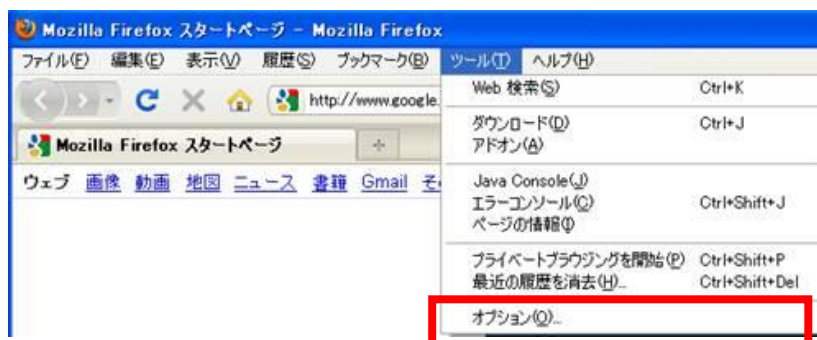 Mozilla Firefox スタートページ - Mozilla Firefox
ファイル(F) 編集(E) 表示(V) 履歴(S) ブックマーク(B) ツール(T) ヘルプ(H)
http://www.google.
Mozilla Firefox スタートページ
ウェブ 画像 動画 地図 ニュース 書籍 Gmail
Web 検索(S) Ctrl+K
ダウンロード(D) Ctrl+J
アドオン(A)
Java Console(J)
エラーコンソール(C) Ctrl+Shift+J
ページの情報(I)
プライベートブラウジングを開始(P) Ctrl+Shift+P
最近の履歴を消去(H)... Ctrl+Shift+Del
オプション(O)...